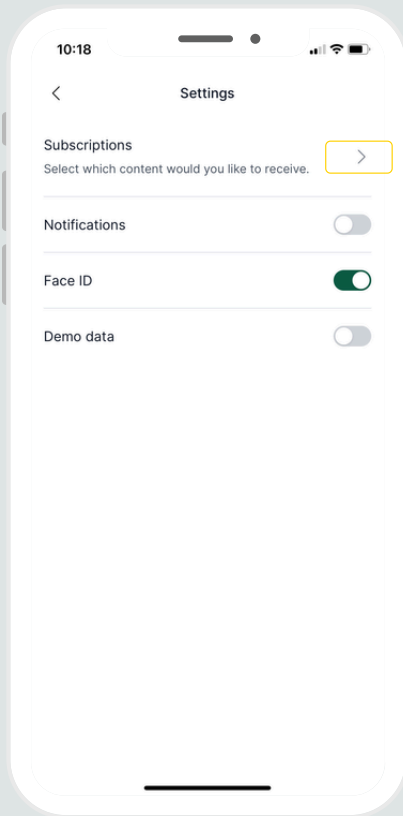 10:18
Settings
Subscriptions
Select which content would you like to receive.
Notifications
Face ID
Demo data